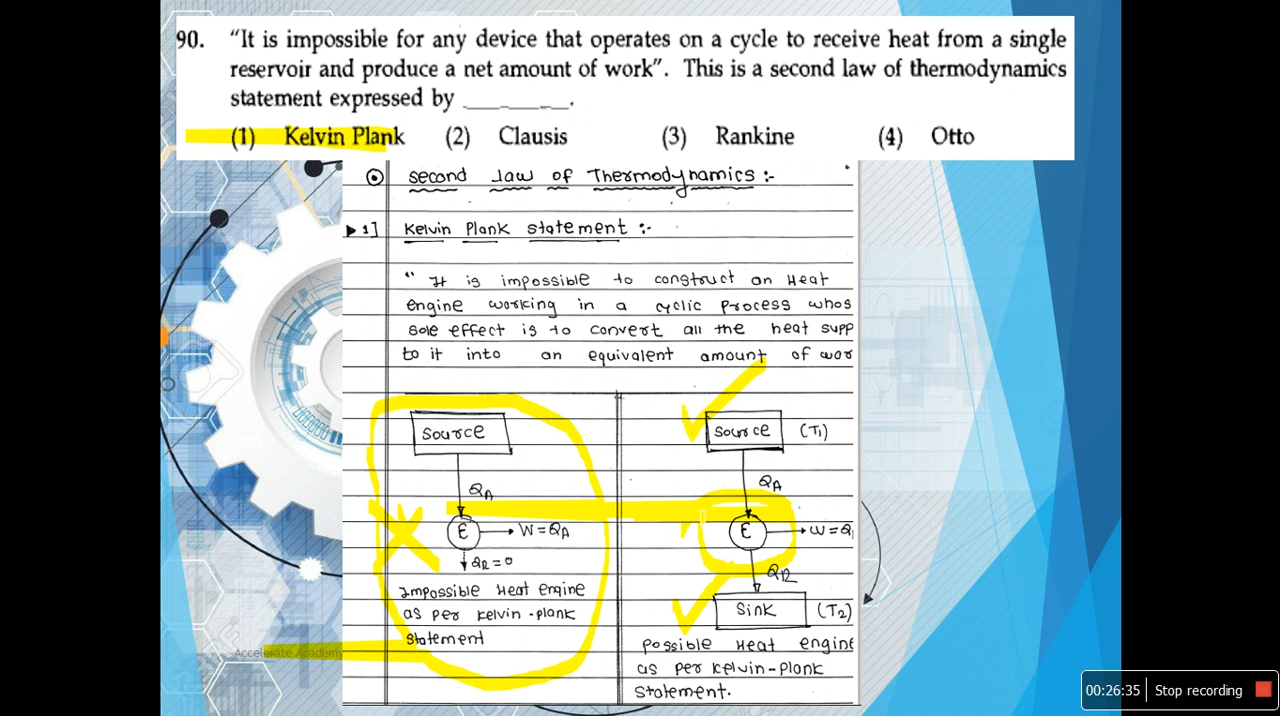 90. "It is impossible for any device that operates on a cycle to receive heat from a single
reservoir and produce a net amount of work". This is a second law of thermodynamics
statement expressed by ________.
(1) Kelvin Plank (2) Clausis (3) Rankine (4) Otto
second law of Thermodynamics :-
1] Kelvin Plank statement :-
" It is impossible to construct an Heat
engine working in a cyclic process whos
sole effect is to convert all the heat supp
to it into an equivalent amount of wor
Source
QA
E
W = QA
QR = 0
Impossible Heat engine
as per kelvin-plank
statement
Source (T1)
QA
E
W = Q
QR
Sink (T2)
possible Heat engine
as per kelvin-plank
statement.
Accelerate Academy
00:26:35 Stop recording